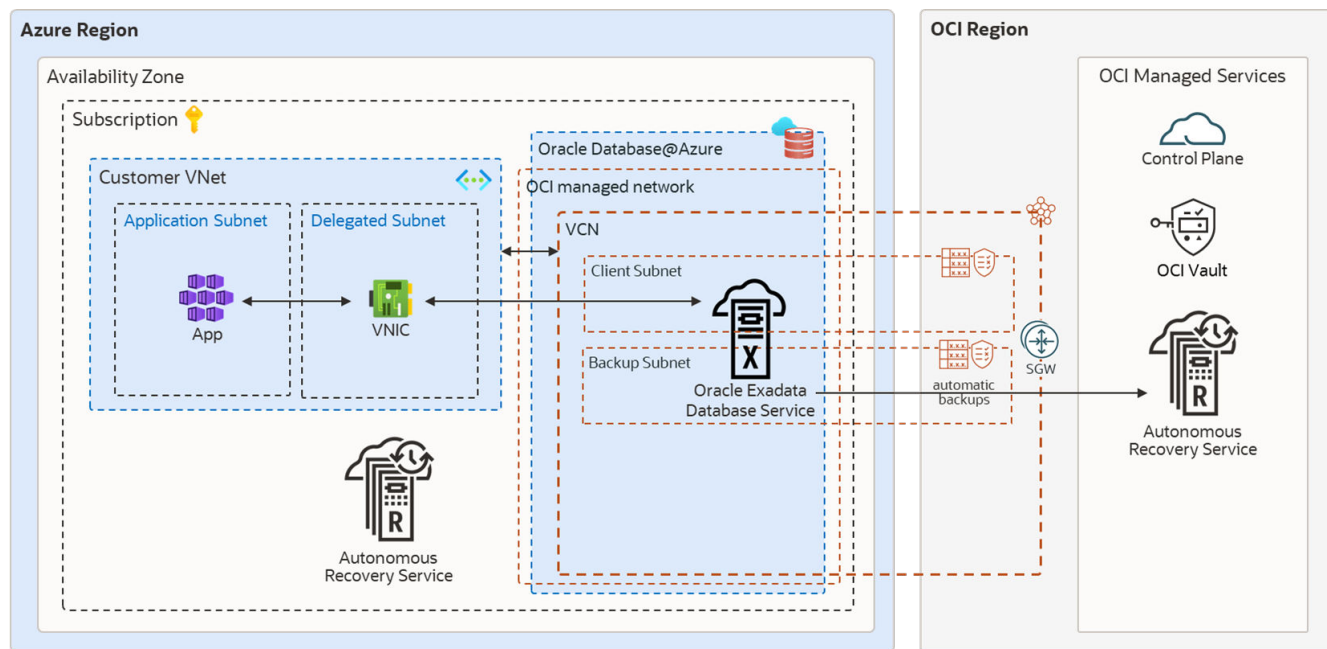 Azure Region
Availability Zone
Subscription
Customer VNet
Application Subnet
App
Delegated Subnet
VNIC
Autonomous
Recovery Service
Oracle Database@Azure
OCI managed network
VCN
Client Subnet
Backup Subnet
X
Oracle Exadata
Database Service
R
automatic
backups
SGW
OCI Region
OCI Managed Services
Control Plane
OCI Vault
R
Autonomous
Recovery Service